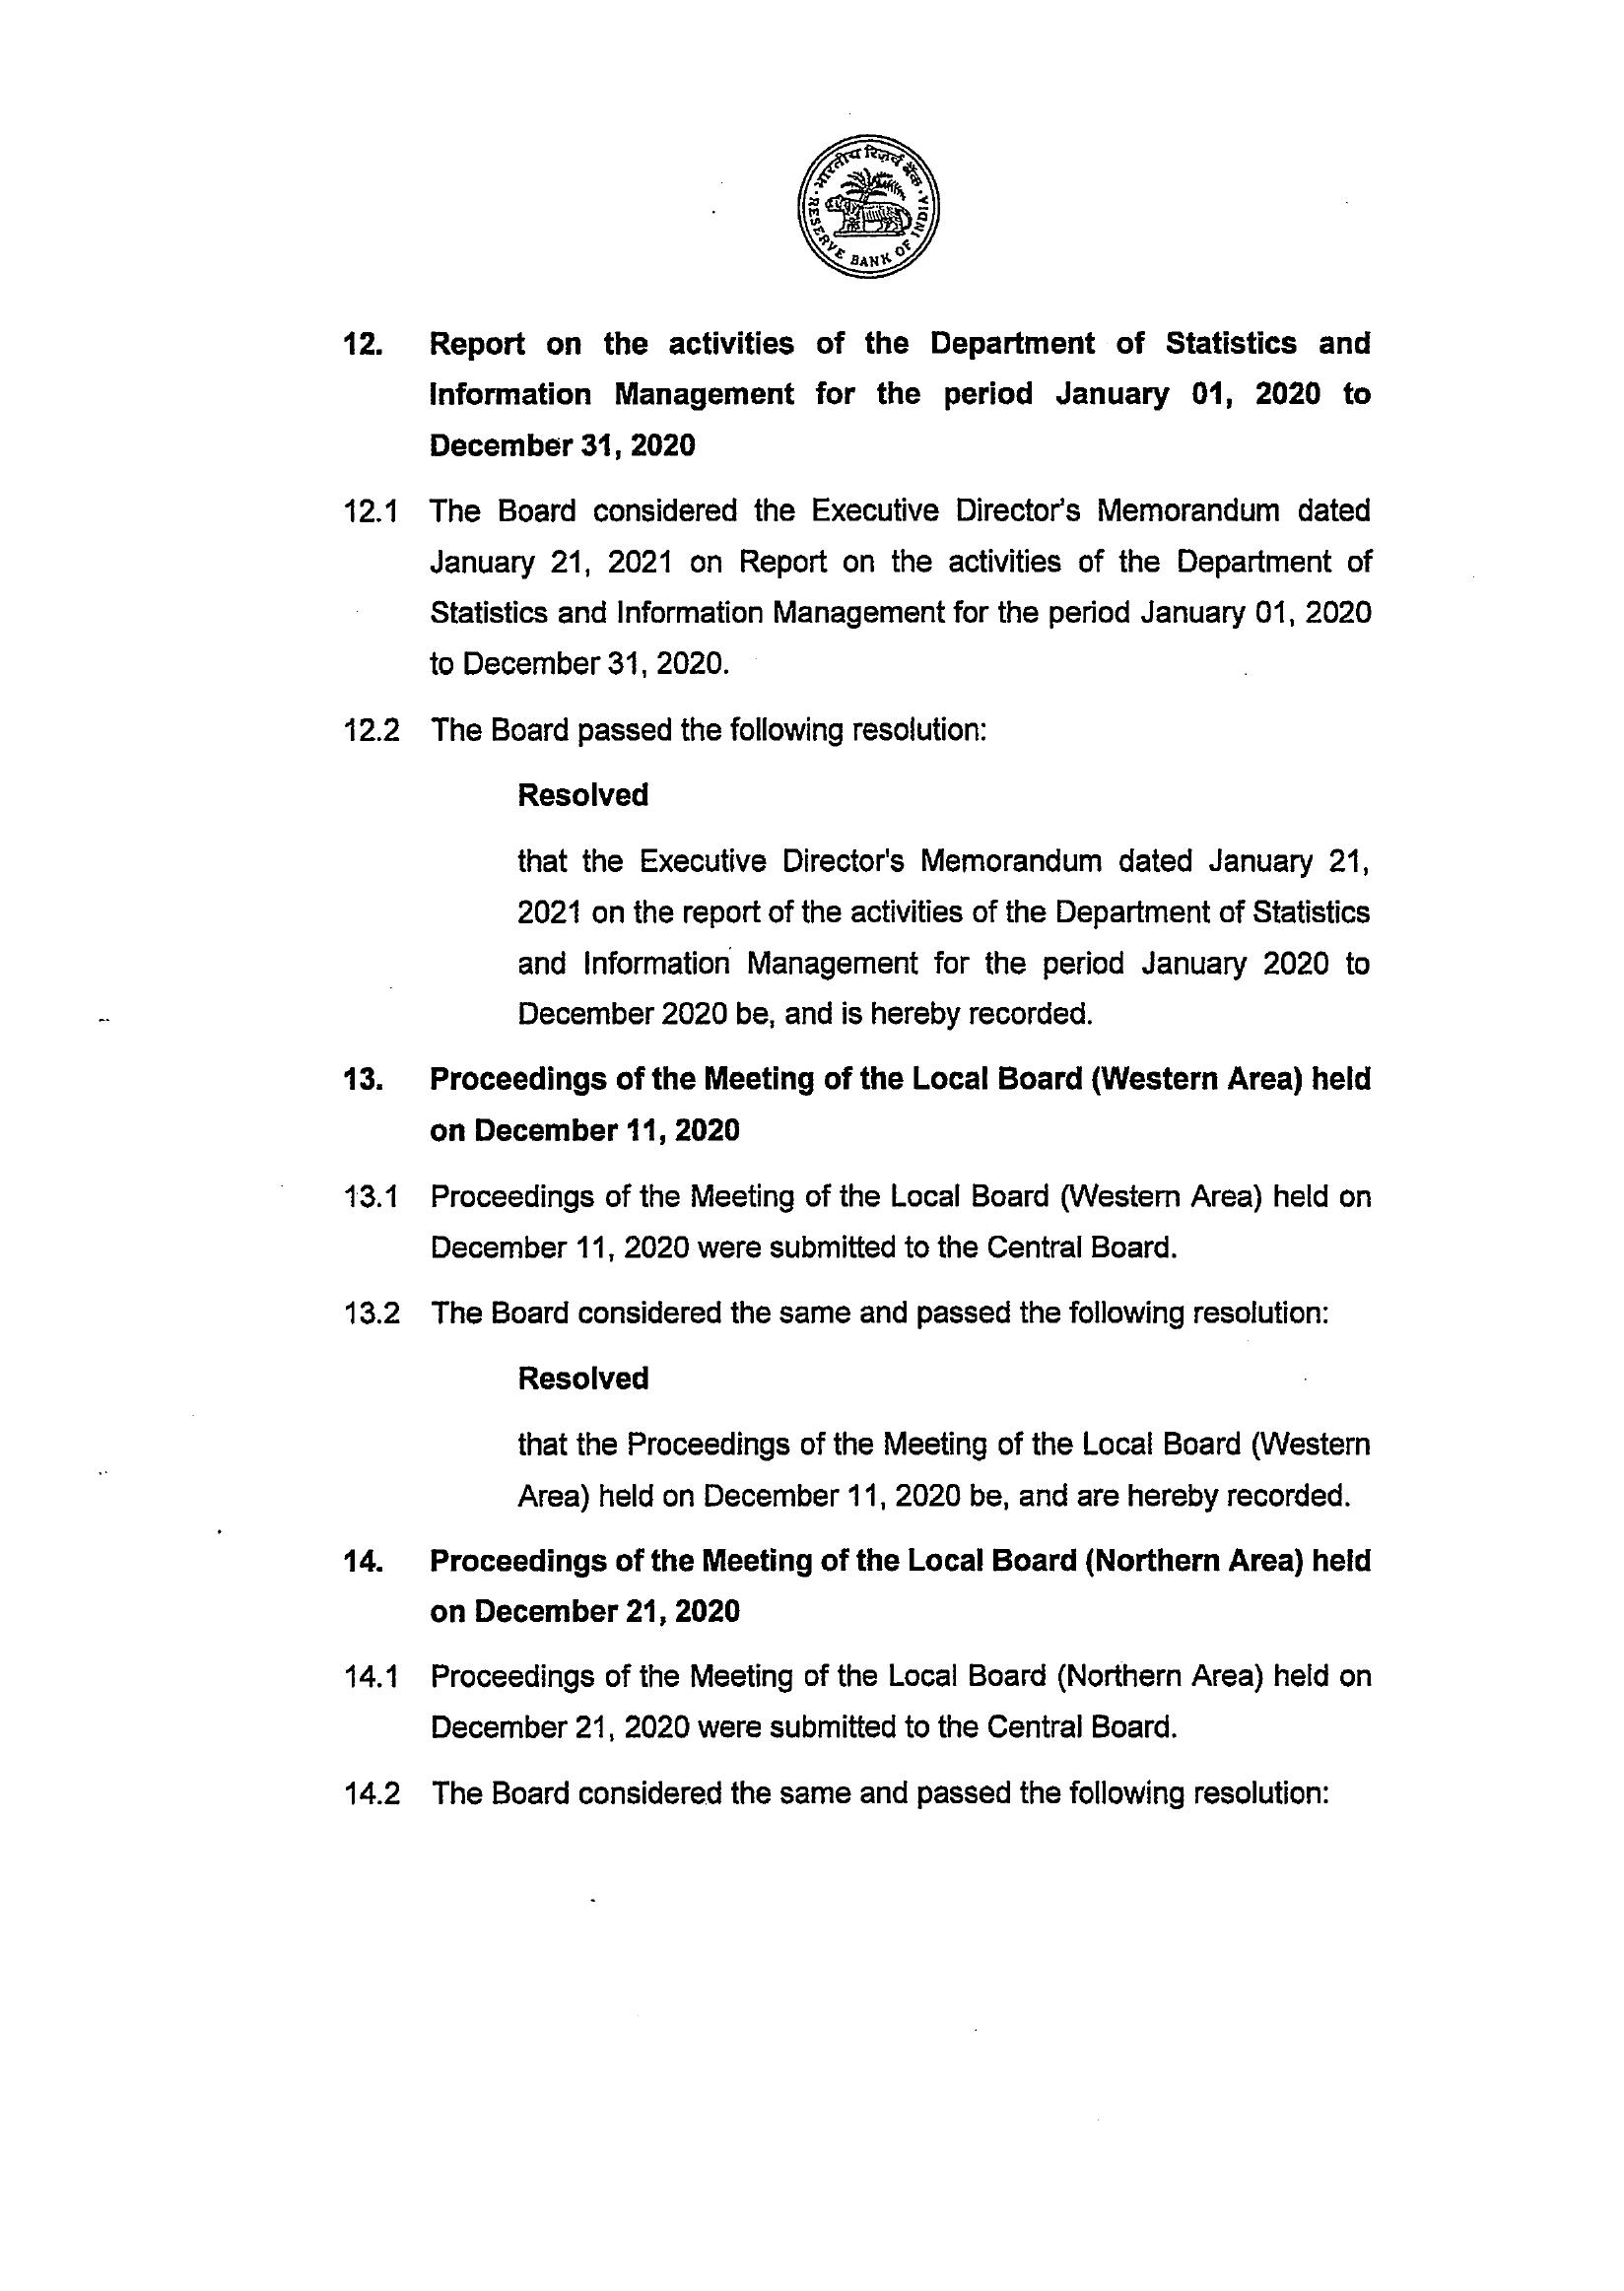 भारतीय रिज़र्व बैंक
RESERVE BANK OF INDIA
12. Report on the activities of the Department of Statistics and
Information Management for the period January 01, 2020 to
December 31, 2020
12.1 The Board considered the Executive Director's Memorandum dated
January 21, 2021 on Report on the activities of the Department of
Statistics and Information Management for the period January 01, 2020
to December 31, 2020.
12.2 The Board passed the following resolution:
Resolved
that the Executive Director's Memorandum dated January 21,
2021 on the report of the activities of the Department of Statistics
and Information Management for the period January 2020 to
December 2020 be, and is hereby recorded.
13. Proceedings of the Meeting of the Local Board (Western Area) held
on December 11, 2020
13.1 Proceedings of the Meeting of the Local Board (Western Area) held on
December 11, 2020 were submitted to the Central Board.
13.2 The Board considered the same and passed the following resolution:
Resolved
that the Proceedings of the Meeting of the Local Board (Western
Area) held on December 11, 2020 be, and are hereby recorded.
14. Proceedings of the Meeting of the Local Board (Northern Area) held
on December 21, 2020
14.1 Proceedings of the Meeting of the Local Board (Northern Area) held on
December 21, 2020 were submitted to the Central Board.
14.2 The Board considered the same and passed the following resolution: